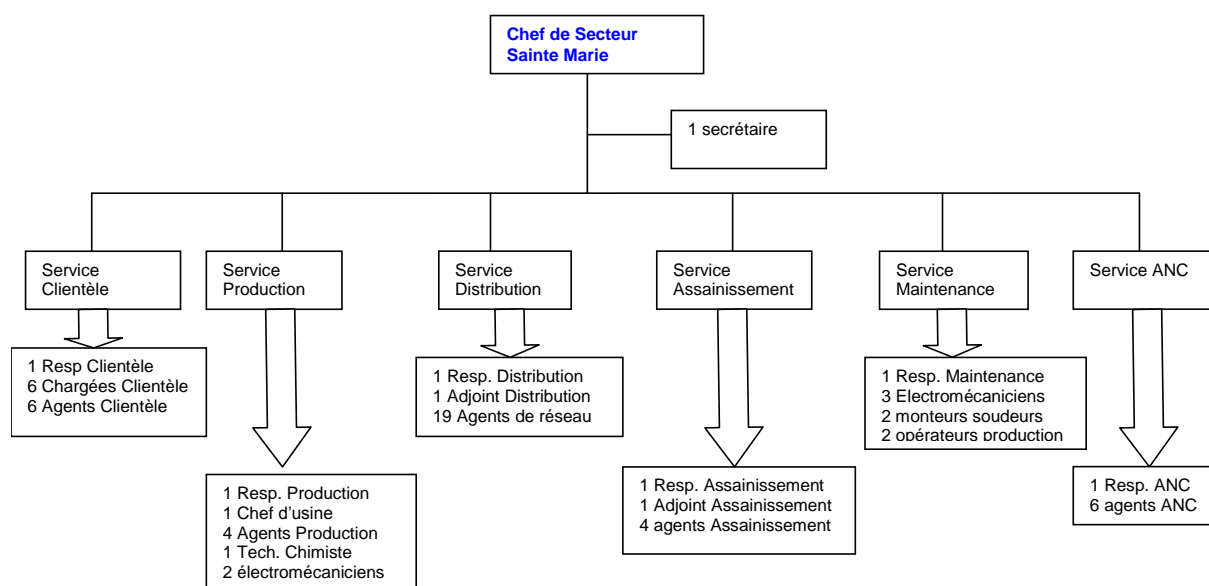 Chef de Secteur
Sainte Marie
1 secrétaire
Service
Clientèle
Service
Production
Service
Distribution
Service
Assainissement
Service
Maintenance
Service ANC
1 Resp Clientèle
6 Chargées Clientèle
6 Agents Clientèle
1 Resp. Distribution
1 Adjoint Distribution
19 Agents de réseau
1 Resp. Maintenance
3 Electromécaniciens
2 monteurs soudeurs
2 opérateurs production
1 Resp. Production
1 Chef d'usine
4 Agents Production
1 Tech. Chimiste
2 électromécaniciens
1 Resp. Assainissement
1 Adjoint Assainissement
4 agents Assainissement
1 Resp. ANC
6 agents ANC